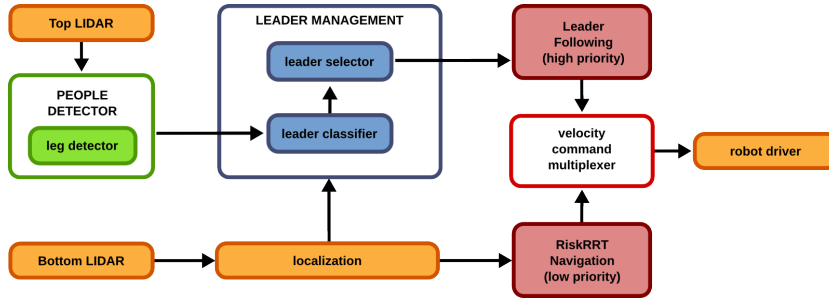 Top LIDAR
PEOPLE
DETECTOR
leg detector
LEADER MANAGEMENT
leader selector
leader classifier
Leader
Following
(high priority)
velocity
command
multiplexer
robot driver
Bottom LIDAR
localization
RiskRRT
Navigation
(low priority)